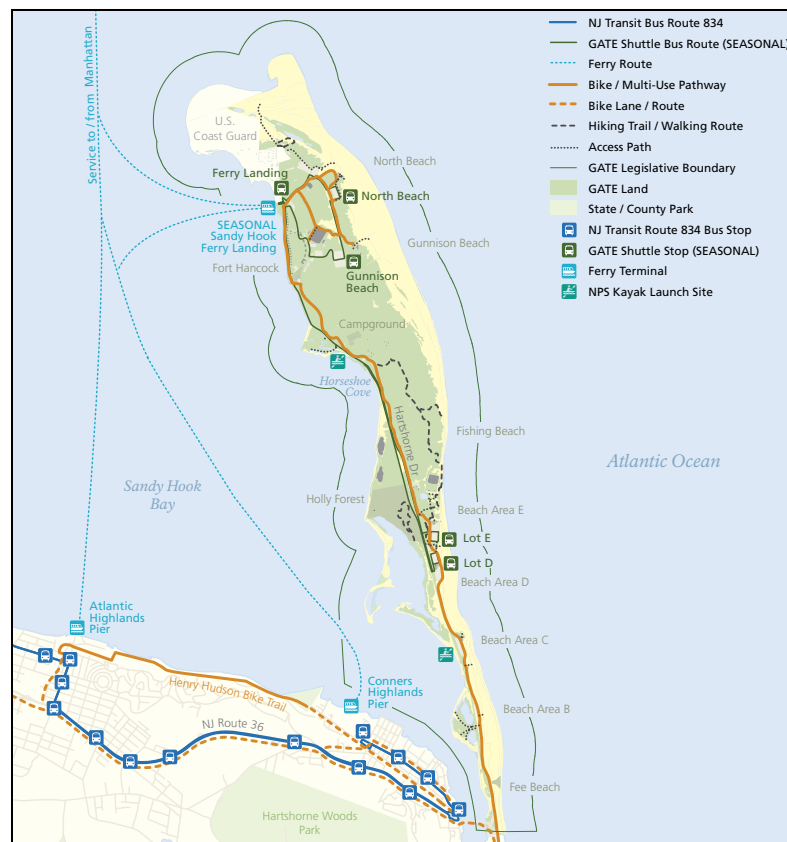 NJ Transit Bus Route 834
GATE Shuttle Bus Route (SEASONAL)
Ferry Route
Bike / Multi-Use Pathway
Bike Lane / Route
Hiking Trail / Walking Route
Access Path
GATE Legislative Boundary
GATE Land
State / County Park
NJ Transit Route 834 Bus Stop
GATE Shuttle Stop (SEASONAL)
Ferry Terminal
NPS Kayak Launch Site
Service to / from Manhattan
U.S.
Coast Guard
North Beach
Ferry Landing
North Beach
SEASONAL
Sandy Hook
Ferry Landing
Gunnison Beach
Fort Hancock
Gunnison
Beach
Campground
Horseshoe
Cove
Hartshorne Dr
Fishing Beach
Atlantic Ocean
Sandy Hook
Bay
Holly Forest
Beach Area E
Lot E
Lot D
Beach Area D
Atlantic
Highlands
Pier
Beach Area C
Conners
Highlands
Pier
Henry Hudson Bike Trail
NJ Route 36
Beach Area B
Fee Beach
Hartshorne Woods
Park